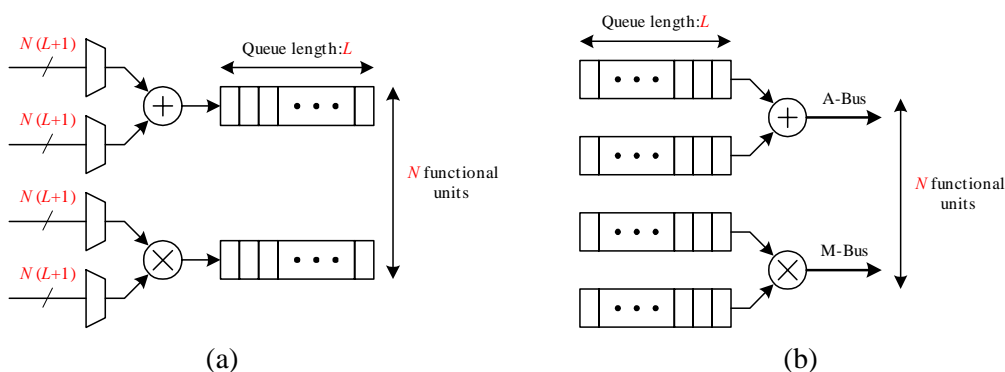 N (L+1)
Queue length:L
N (L+1)
N functional
units
N (L+1)
N (L+1)
(a)
Queue length:L
A-Bus
N functional
units
M-Bus
(b)